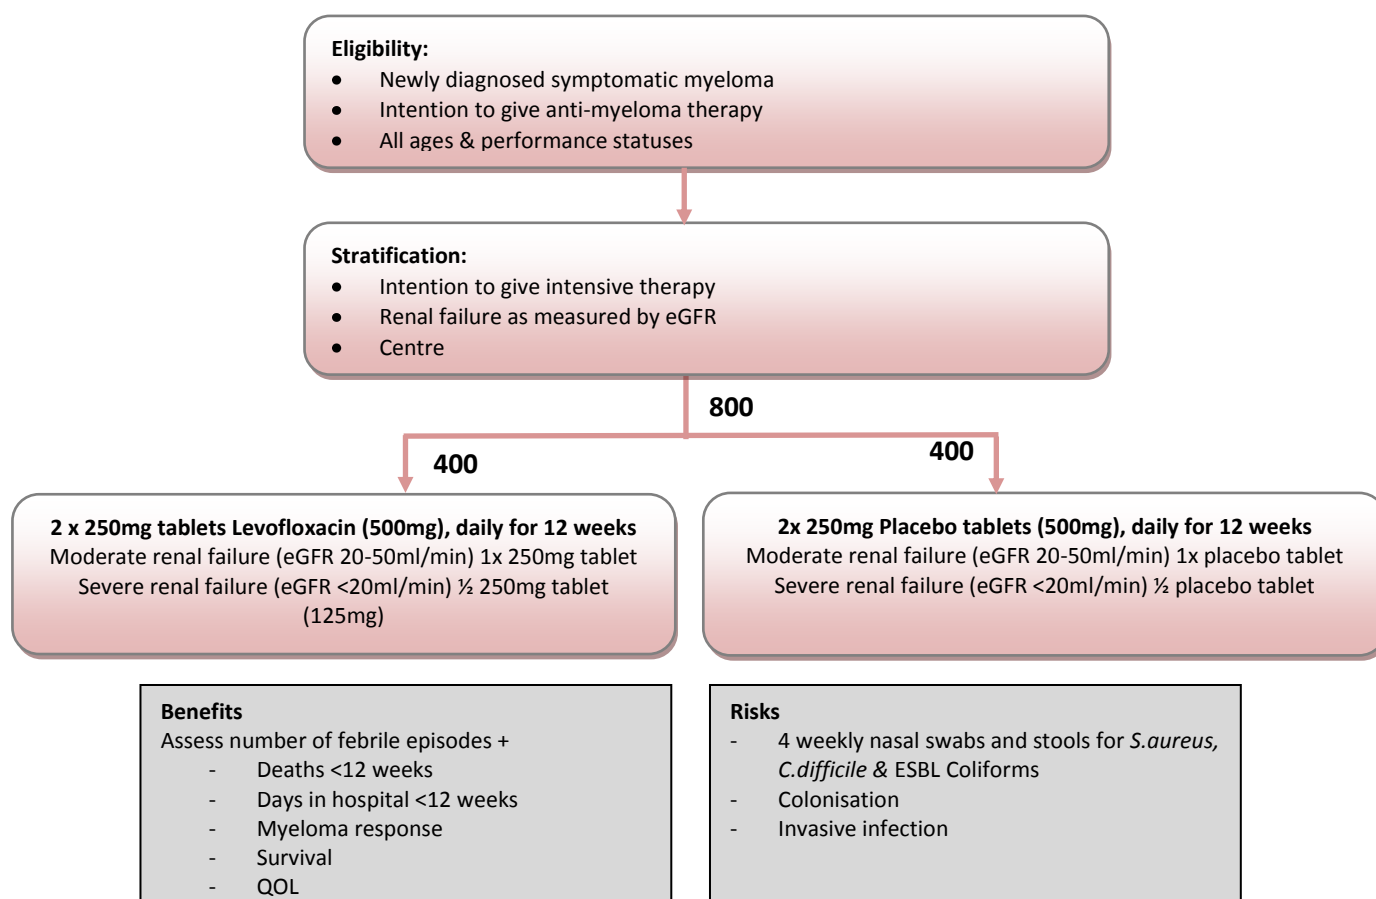 Eligibility:
● Newly diagnosed symptomatic myeloma
● Intention to give anti-myeloma therapy
● All ages & performance statuses
Stratification:
● Intention to give intensive therapy
● Renal failure as measured by eGFR
● Centre
800
400
400
2 x 250mg tablets Levofloxacin (500mg), daily for 12 weeks
Moderate renal failure (eGFR 20-50ml/min) 1x 250mg tablet
Severe renal failure (eGFR <20ml/min) ½ 250mg tablet
(125mg)
2x 250mg Placebo tablets (500mg), daily for 12 weeks
Moderate renal failure (eGFR 20-50ml/min) 1x placebo tablet
Severe renal failure (eGFR <20ml/min) ½ placebo tablet
Benefits
Assess number of febrile episodes +
- Deaths <12 weeks
- Days in hospital <12 weeks
- Myeloma response
- Survival
- QOL
Risks
- 4 weekly nasal swabs and stools for S.aureus,
C.difficile & ESBL Coliforms
- Colonisation
- Invasive infection